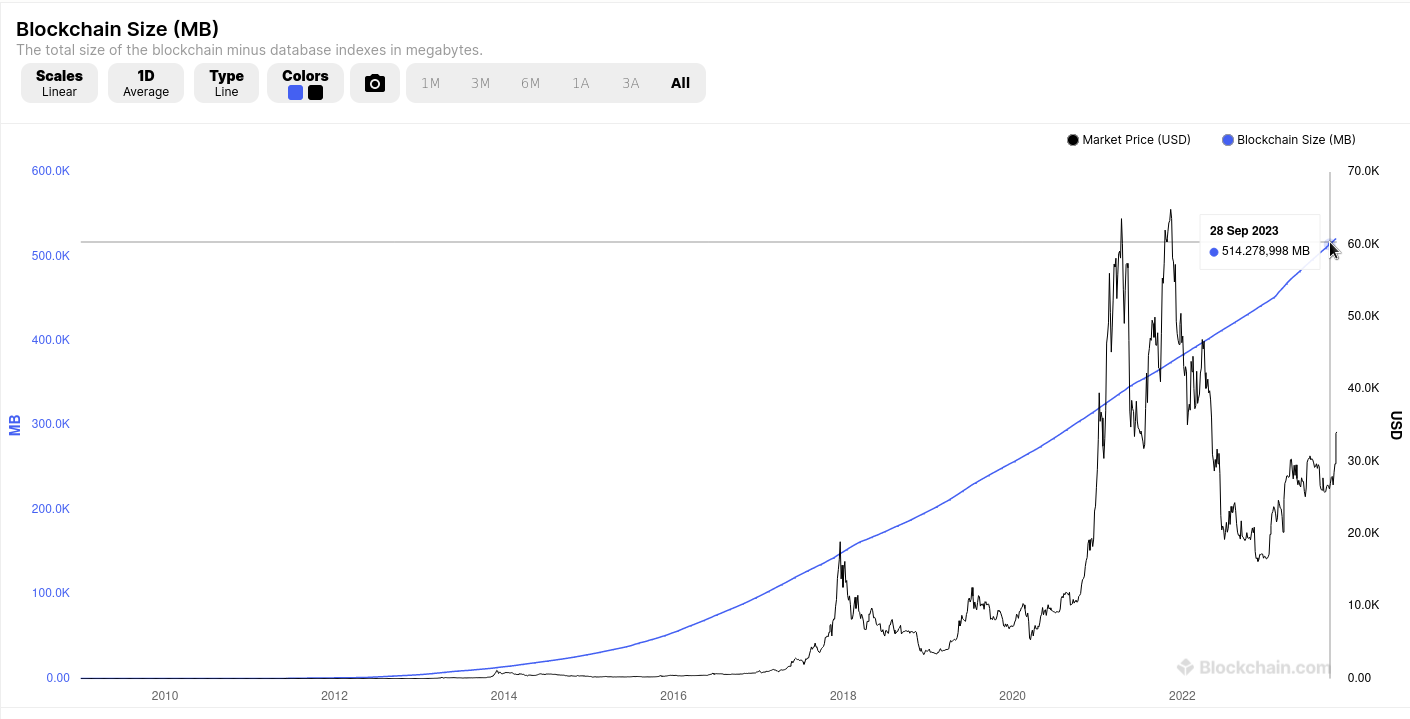 Blockchain Size (MB)
The total size of the blockchain minus database indexes in megabytes.
Scales
Linear
1D
Average
Type
Line
Colors
1M
3M
6M
1A
3A
All
Market Price (USD)
Blockchain Size (MB)
600.0K
500.0K
400.0K
300.0K
200.0K
100.0K
0.00
MB
28 Sep 2023
514.278,998 MB
70.0K
60.0K
50.0K
40.0K
30.0K
20.0K
10.0K
0.00
USD
Blockchain.com
2010
2012
2014
2016
2018
2020
2022